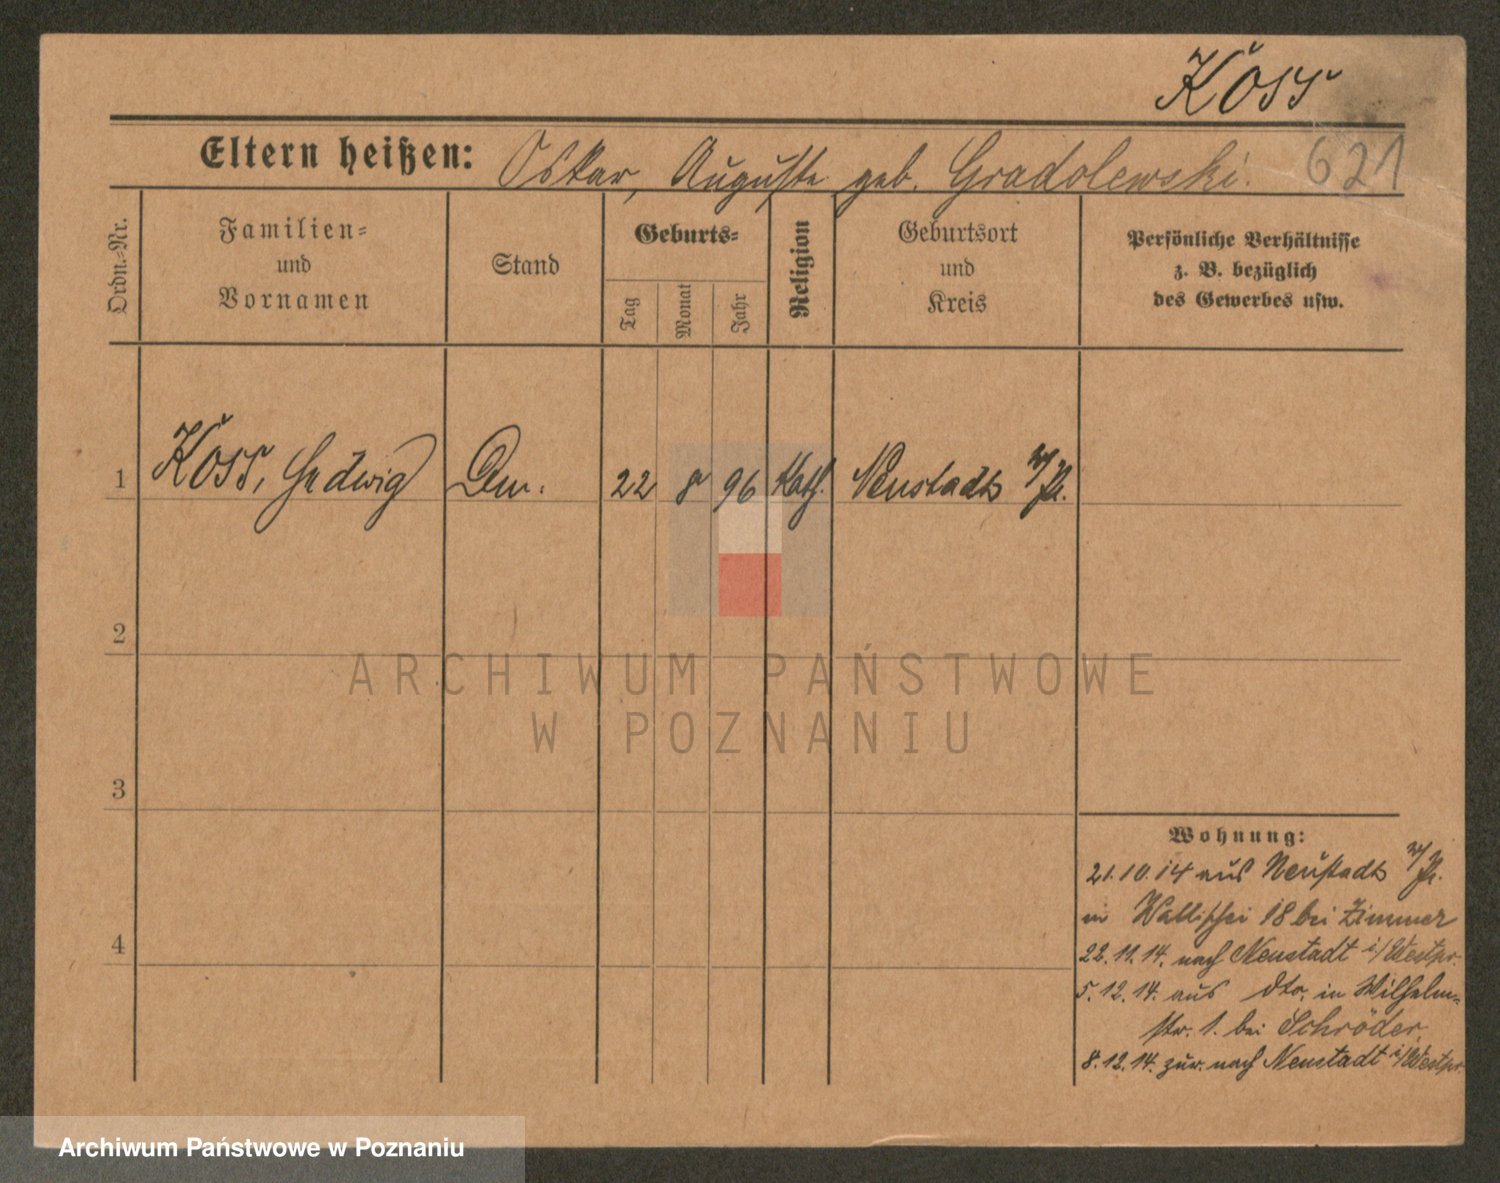 Koss
621
Eltern heißen: Oskar, Auguste geb. Gradolewski.
Ordn.-Nr.
Familien-
und
Vornamen
Stand
Geburts-
Tag
Monat
Jahr
Religion
Geburtsort
und
Kreis
Persönliche Verhältnisse
z. B. bezüglich
des Gewerbes usw.
1 Koss, Hedwig 22 8 96 Kath. Neustadt W/Pr.
2
3
4
Wohnung:
21.10.14 aus Neustadt W/Pr.
in Wallischei 18 bei Zimmer
22.11.14. nach Neustadt i/Westpr.
5.12.14. aus dto. in Wilhelm-
str. 1. bei Schröder.
8.12.14. zur. nach Neustadt i/Westpr.
ARCHIWUM PAŃSTWOWE
W POZNANIU
Archiwum Państwowe w Poznaniu